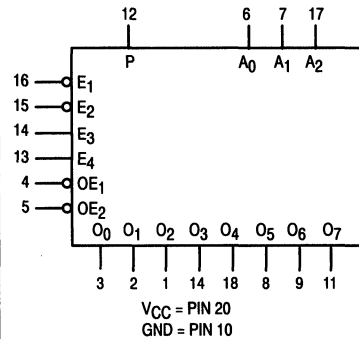 12 6 7 17
P A0 A1 A2
16 E1
15 E2
14 E3
13 E4
4 OE1
5 OE2
O0 O1 O2 O3 O4 O5 O6 O7
3 2 1 14 18 8 9 11
VCC = PIN 20
GND = PIN 10